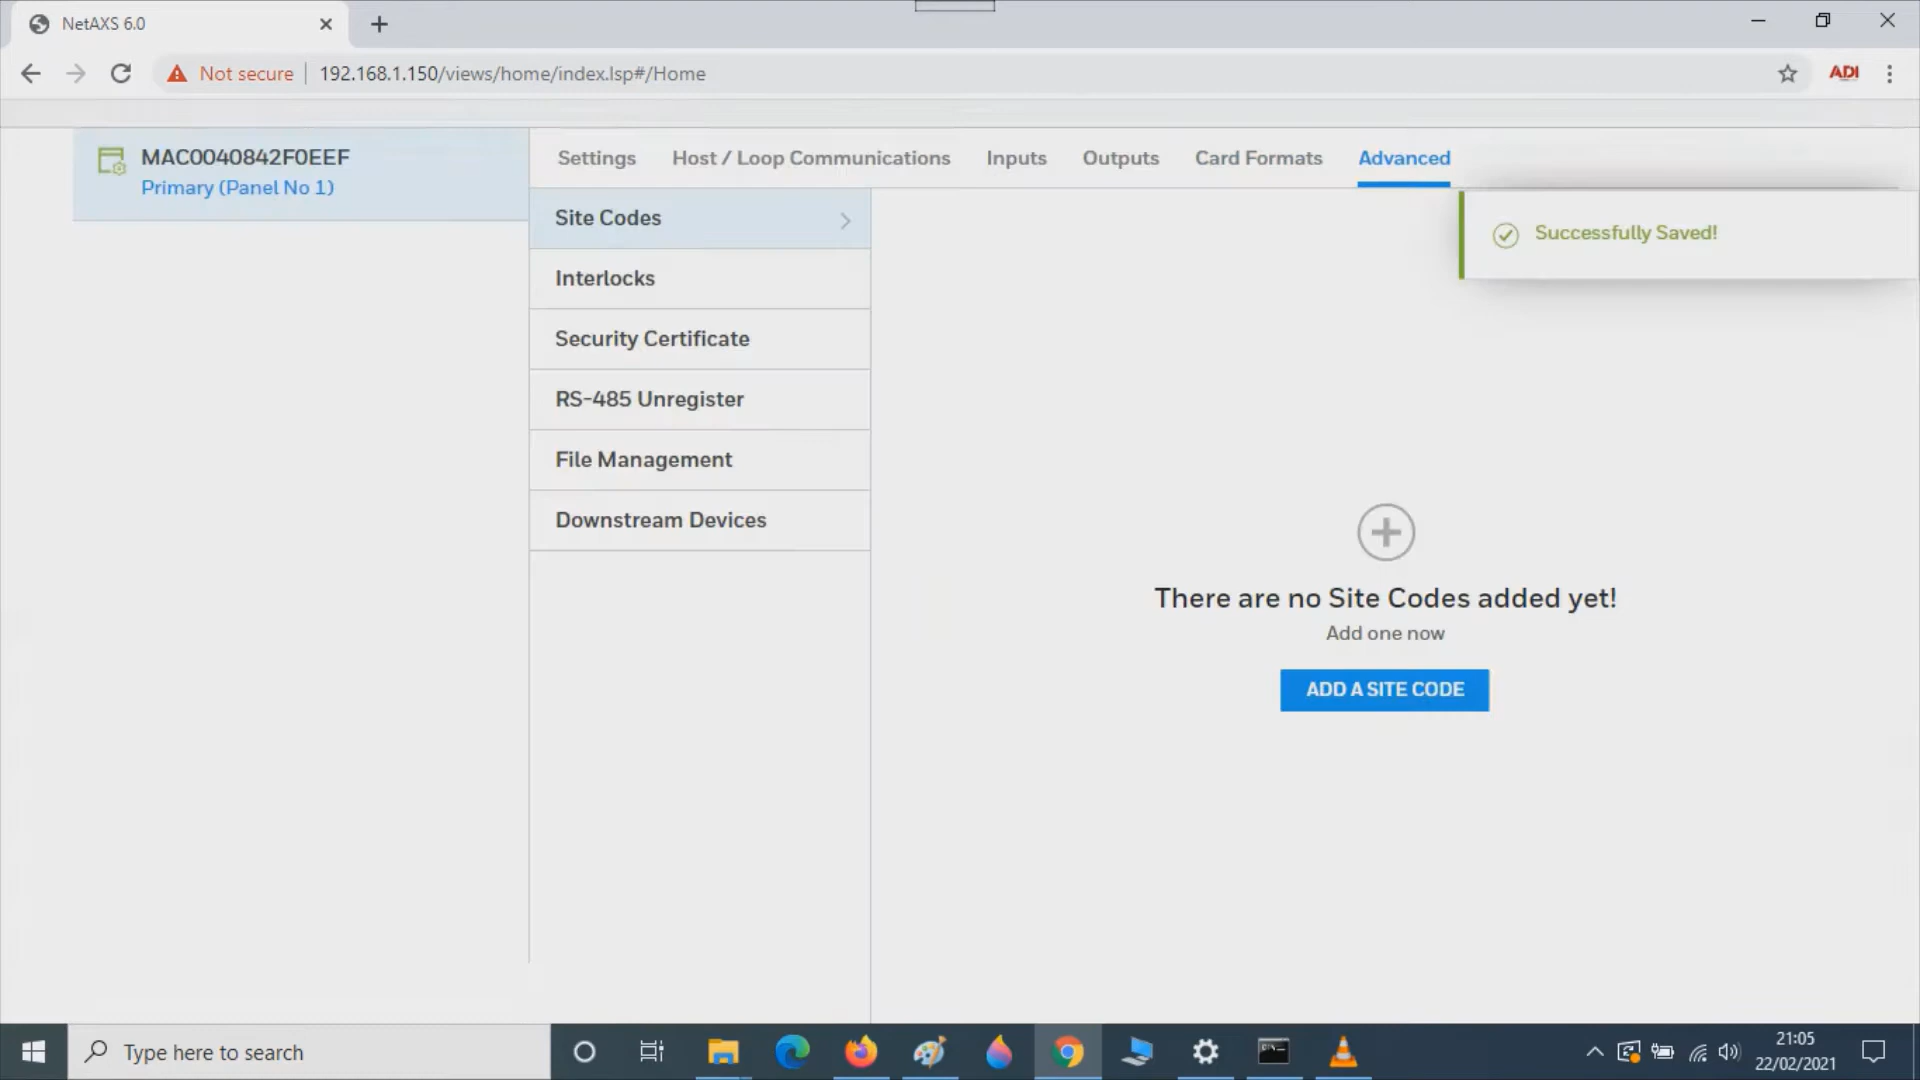 NetAXS 6.0
Not secure
192.168.1.150/views/home/index.lsp#/Home
ADI
MAC0040842F0EEF
Primary (Panel No 1)
Settings
Host / Loop Communications
Inputs
Outputs
Card Formats
Advanced
Successfully Saved!
Site Codes
Interlocks
Security Certificate
RS-485 Unregister
File Management
Downstream Devices
There are no Site Codes added yet!
Add one now
ADD A SITE CODE
Type here to search
21:05
22/02/2021